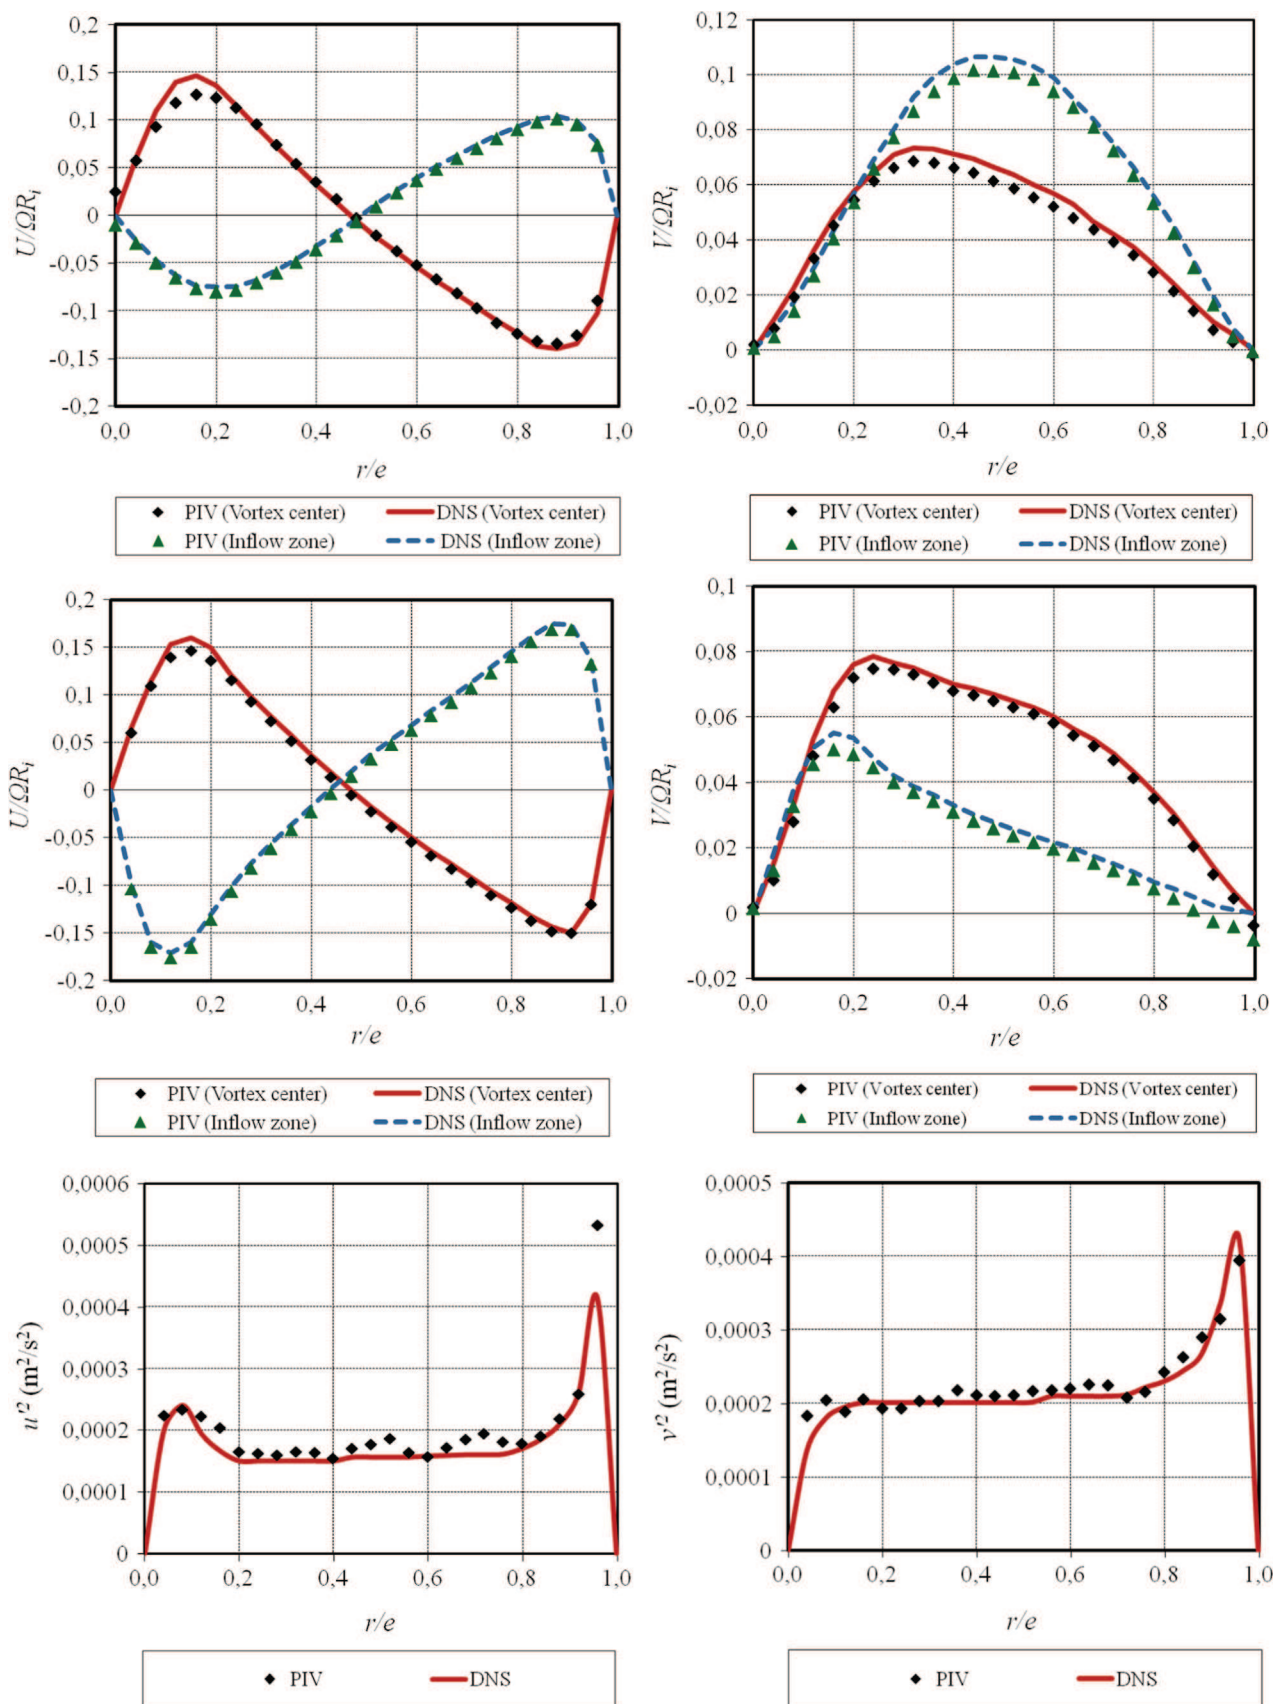 0,2
0,15
0,1
0,05
0
-0,05
-0,1
-0,15
-0,2
U/ΩRi
0,0 0,2 0,4 0,6 0,8 1,0
r/e
PIV (Vortex center) DNS (Vortex center)
PIV (Inflow zone) DNS (Inflow zone)
0,12
0,1
0,08
0,06
0,04
0,02
0
-0,02
V/ΩRi
0,0 0,2 0,4 0,6 0,8 1,0
r/e
PIV (Vortex center) DNS (Vortex center)
PIV (Inflow zone) DNS (Inflow zone)
0,2
0,15
0,1
0,05
0
-0,05
-0,1
-0,15
-0,2
U/ΩRi
0,0 0,2 0,4 0,6 0,8 1,0
r/e
PIV (Vortex center) DNS (Vortex center)
PIV (Inflow zone) DNS (Inflow zone)
0,1
0,08
0,06
0,04
0,02
0
-0,02
V/ΩRi
0,0 0,2 0,4 0,6 0,8 1,0
r/e
PIV (Vortex center) DNS (Vortex center)
PIV (Inflow zone) DNS (Inflow zone)
0,0006
0,0005
0,0004
0,0003
0,0002
0,0001
0
u'² (m²/s²)
0,0 0,2 0,4 0,6 0,8 1,0
r/e
PIV DNS
0,0005
0,0004
0,0003
0,0002
0,0001
0
v'² (m²/s²)
0,0 0,2 0,4 0,6 0,8 1,0
r/e
PIV DNS